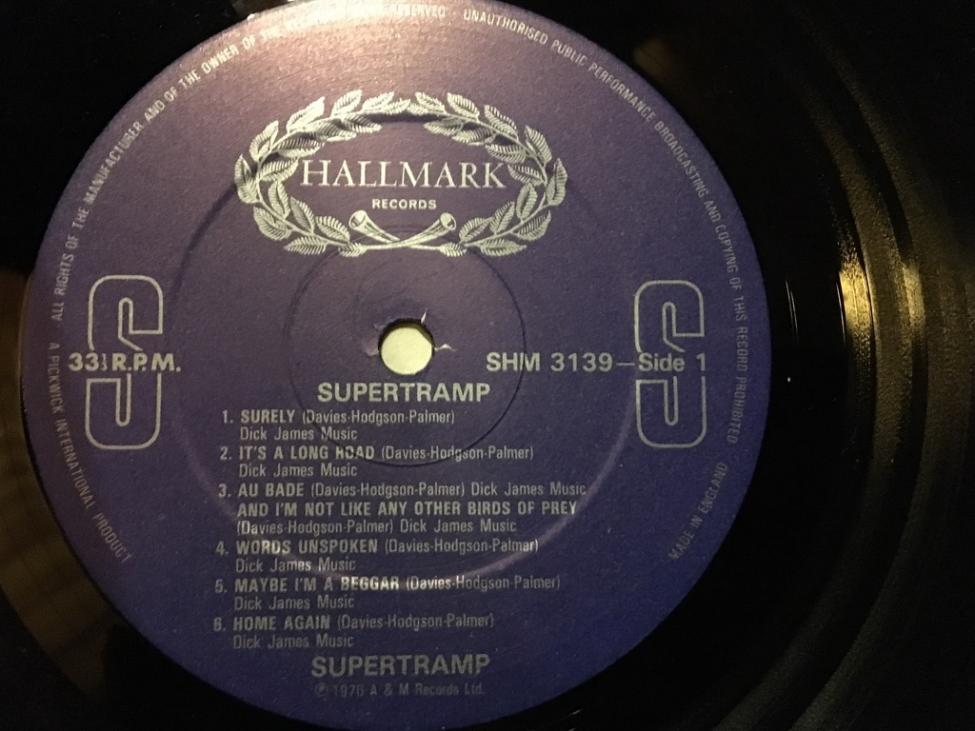 ALL RIGHTS OF THE MANUFACTURER AND OF THE OWNER OF THE RESERVED · UNAUTHORISED PUBLIC PERFORMANCE BROADCASTING AND COPYING OF THIS RECORD PROHIBITED
HALLMARK
RECORDS
S S
33⅓ R.P.M. SHM 3139–Side 1
SUPERTRAMP
1. SURELY (Davies-Hodgson-Palmer)
Dick James Music
2. IT'S A LONG ROAD (Davies-Hodgson-Palmer)
Dick James Music
3. AU BADE (Davies-Hodgson-Palmer) Dick James Music
AND I'M NOT LIKE ANY OTHER BIRDS OF PREY
(Davies-Hodgson-Palmer) Dick James Music
4. WORDS UNSPOKEN (Davies-Hodgson-Palmer)
Dick James Music
5. MAYBE I'M A BEGGAR (Davies-Hodgson-Palmer)
Dick James Music
6. HOME AGAIN (Davies-Hodgson-Palmer)
Dick James Music
SUPERTRAMP
℗ 1970 A & M Records Ltd.
A PICKWICK INTERNATIONAL PRODUCT
MADE IN ENGLAND